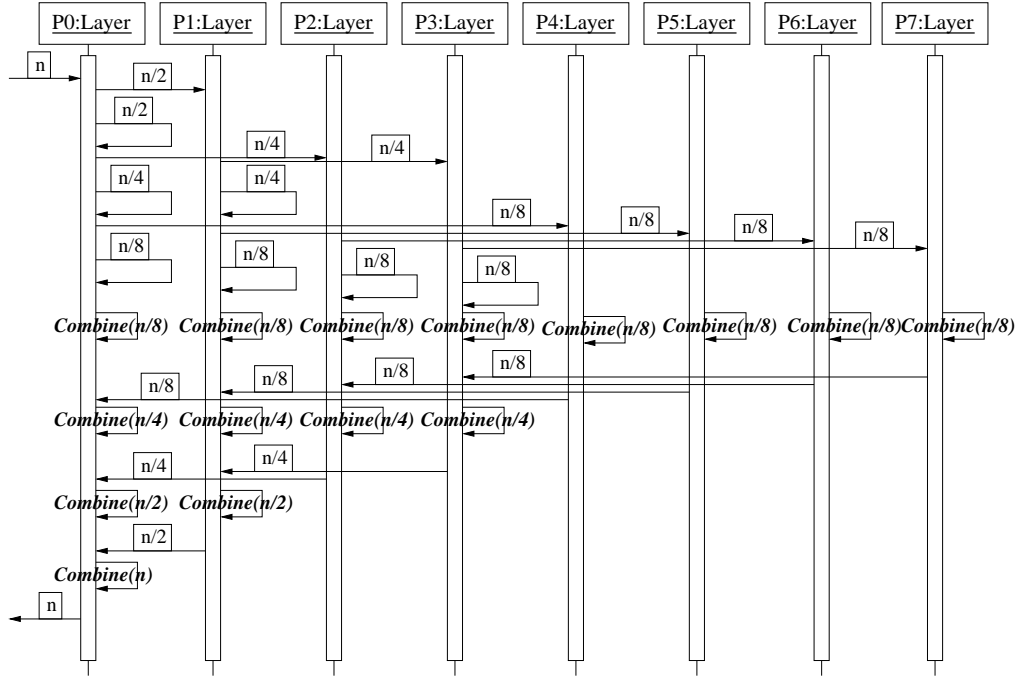 P0:Layer P1:Layer P2:Layer P3:Layer P4:Layer P5:Layer P6:Layer P7:Layer
n
n/2
n/2
n/4 n/4
n/4 n/4
n/8 n/8 n/8 n/8
n/8 n/8 n/8 n/8
Combine(n/8) Combine(n/8) Combine(n/8) Combine(n/8) Combine(n/8) Combine(n/8) Combine(n/8) Combine(n/8)
n/8 n/8 n/8 n/8
Combine(n/4) Combine(n/4) Combine(n/4) Combine(n/4)
n/4 n/4
Combine(n/2) Combine(n/2)
n/2
Combine(n)
n